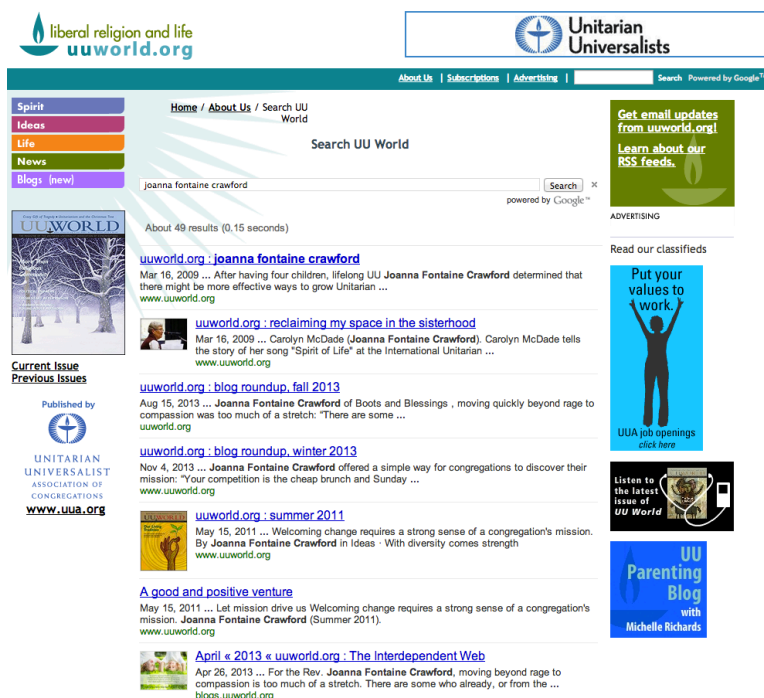 liberal religion and life
uuworld.org
Unitarian
Universalists
About Us | Subscriptions | Advertising |
Search Powered by Google™
Spirit
Ideas
Life
News
Blogs (new)
UU WORLD
Current Issue
Previous Issues
Published by
UNITARIAN
UNIVERSALIST
ASSOCIATION OF
CONGREGATIONS
www.uua.org
Home / About Us / Search UU
World
Search UU World
joanna fontaine crawford
Search ×
powered by Google™
About 49 results (0.15 seconds)
uuworld.org : joanna fontaine crawford
Mar 16, 2009 ... After having four children, lifelong UU Joanna Fontaine Crawford determined that
there might be more effective ways to grow Unitarian ...
www.uuworld.org
uuworld.org : reclaiming my space in the sisterhood
Mar 16, 2009 ... Carolyn McDade (Joanna Fontaine Crawford). Carolyn McDade tells
the story of her song "Spirit of Life" at the International Unitarian ...
www.uuworld.org
uuworld.org : blog roundup, fall 2013
Aug 15, 2013 ... Joanna Fontaine Crawford of Boots and Blessings , moving quickly beyond rage to
compassion was too much of a stretch: "There are some ...
uuworld.org
uuworld.org : blog roundup, winter 2013
Nov 4, 2013 ... Joanna Fontaine Crawford offered a simple way for congregations to discover their
mission: "Your competition is the cheap brunch and Sunday ...
www.uuworld.org
uuworld.org : summer 2011
May 15, 2011 ... Welcoming change requires a strong sense of a congregation's mission.
By Joanna Fontaine Crawford in Ideas · With diversity comes strength
www.uuworld.org
A good and positive venture
May 15, 2011 ... Let mission drive us Welcoming change requires a strong sense of a congregation's
mission. Joanna Fontaine Crawford (Summer 2011).
www.uuworld.org
April « 2013 « uuworld.org : The Interdependent Web
Apr 26, 2013 ... For the Rev. Joanna Fontaine Crawford, moving beyond rage to
compassion is too much of a stretch. There are some who already, or from the ...
blogs.uuworld.org
Get email updates
from uuworld.org!
Learn about our
RSS feeds.
ADVERTISING
Read our classifieds
Put your
values to
work.
UUA job openings
click here
Listen to
the latest
issue of
UU World
UU
Parenting
Blog
with
Michelle Richards